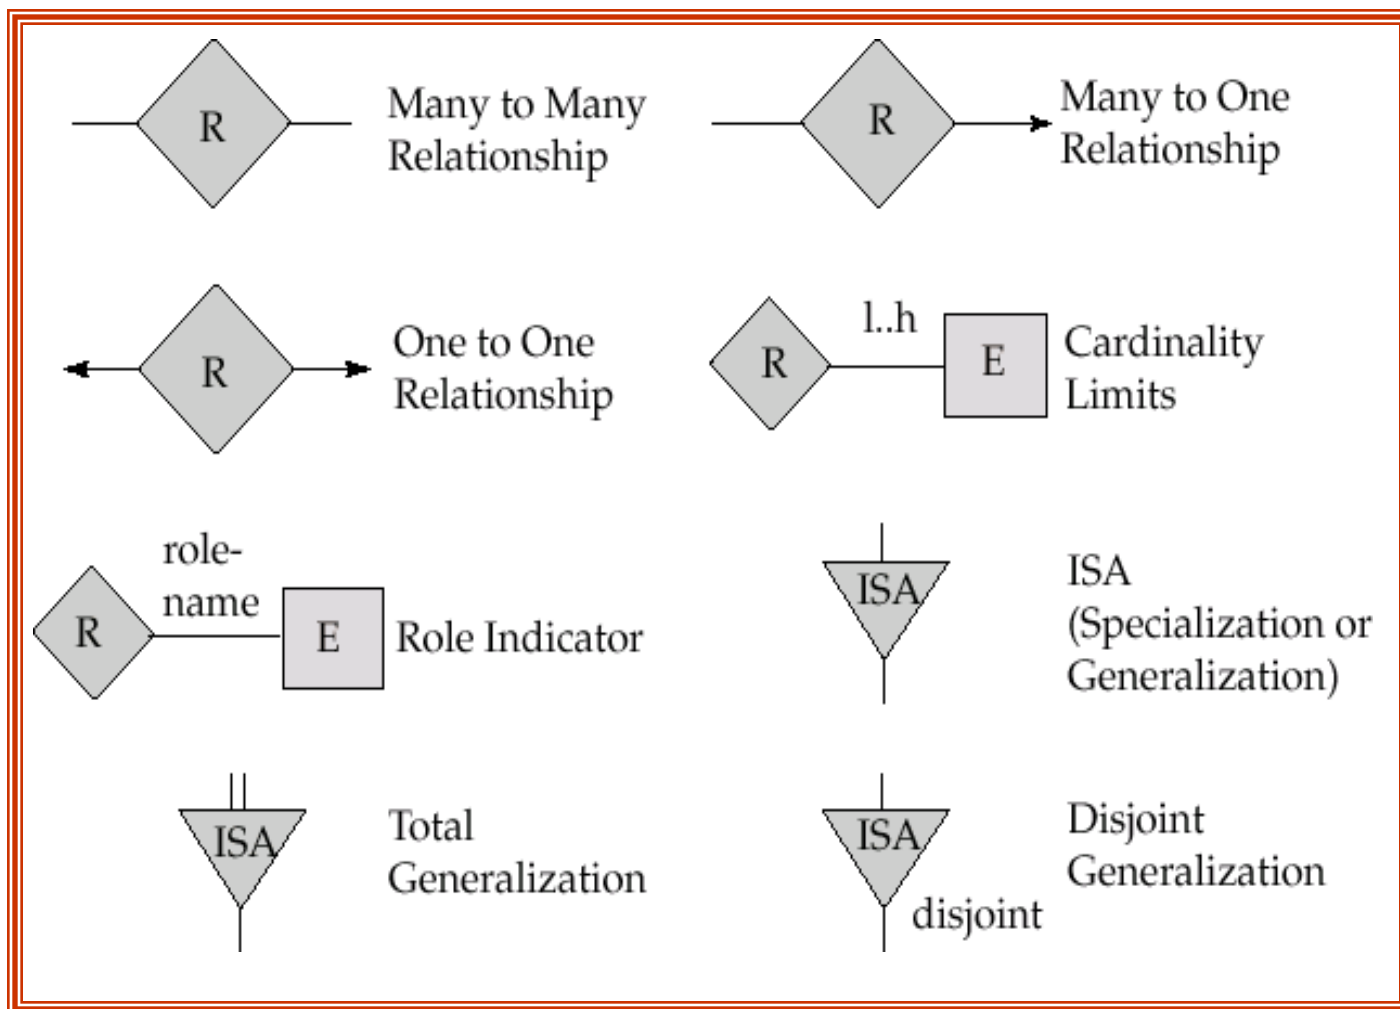 R
Many to Many
Relationship
R
Many to One
Relationship
R
One to One
Relationship
R
l..h
E
Cardinality
Limits
R
role-
name
E
Role Indicator
ISA
ISA
(Specialization or
Generalization)
ISA
Total
Generalization
ISA
disjoint
Disjoint
Generalization